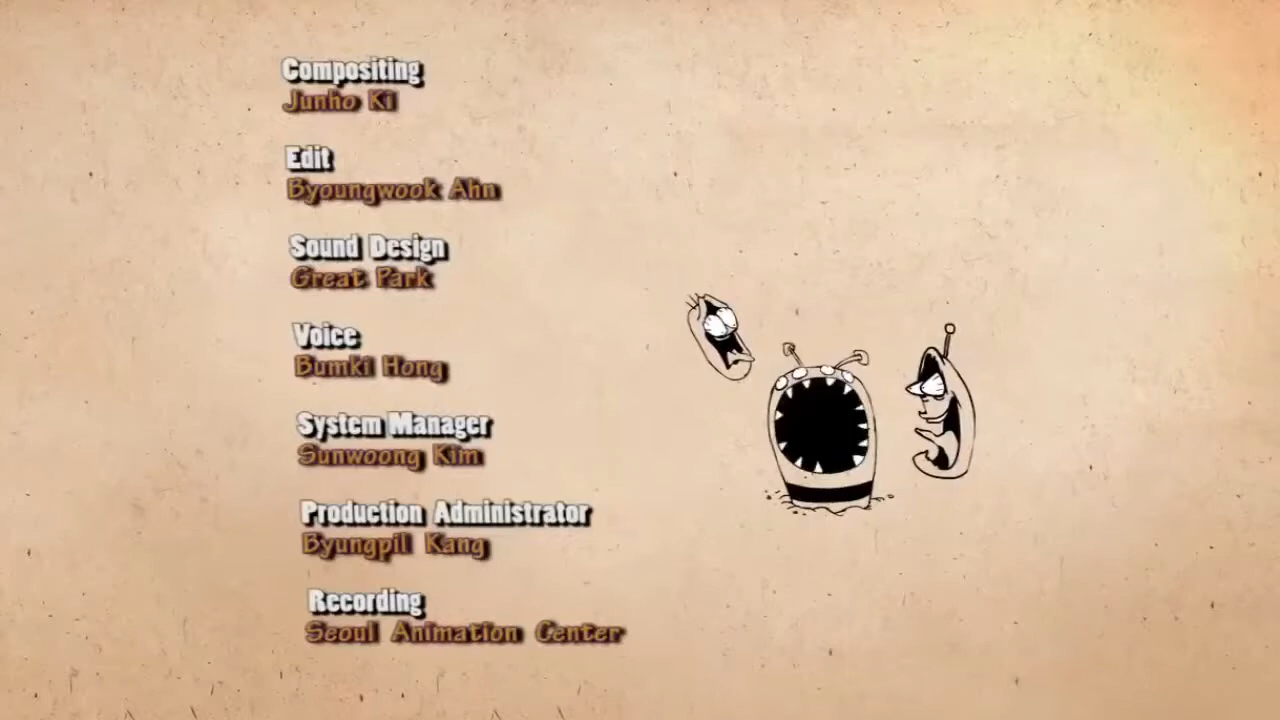 Compositing
Junho Ki
Edit
Byoungwook Ahn
Sound Design
Great Park
Voice
Bumki Hong
System Manager
Sunwoong Kim
Production Administrator
Byungpil Kang
Recording
Seoul Animation Center